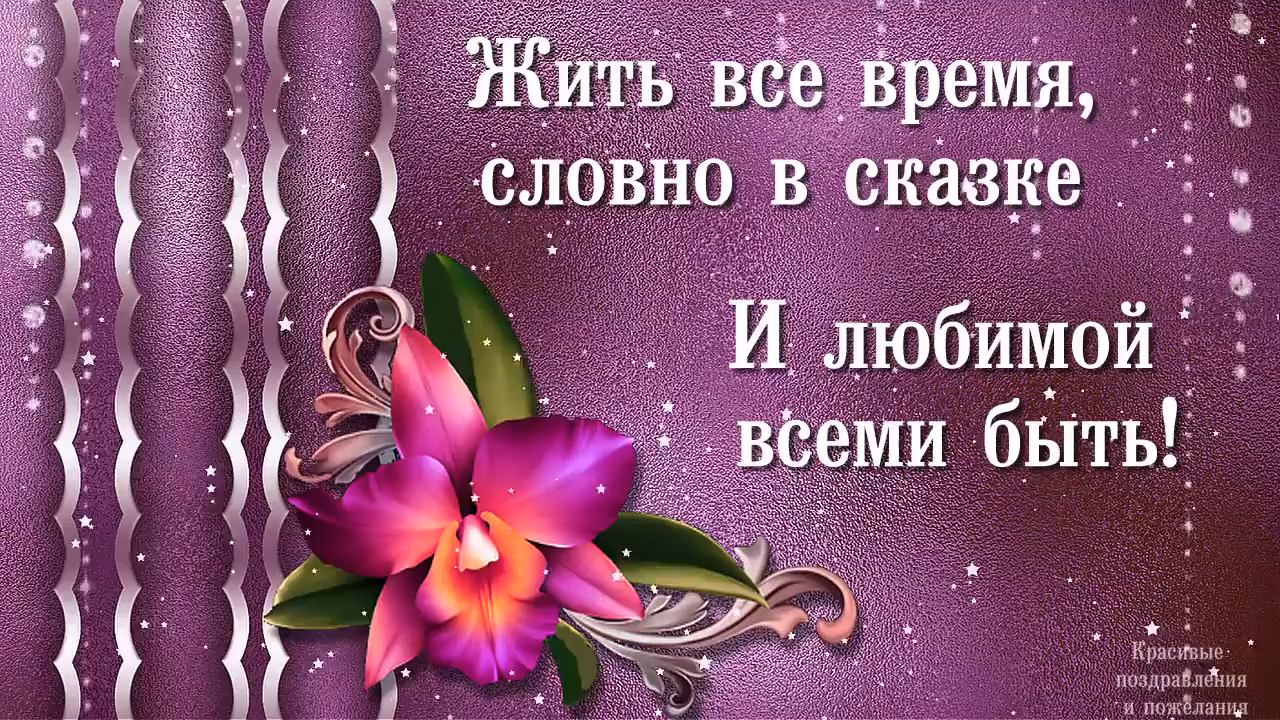 Жить все время,
словно в сказке
И любимой
всеми быть!
Красивые
поздравления
и пожелания